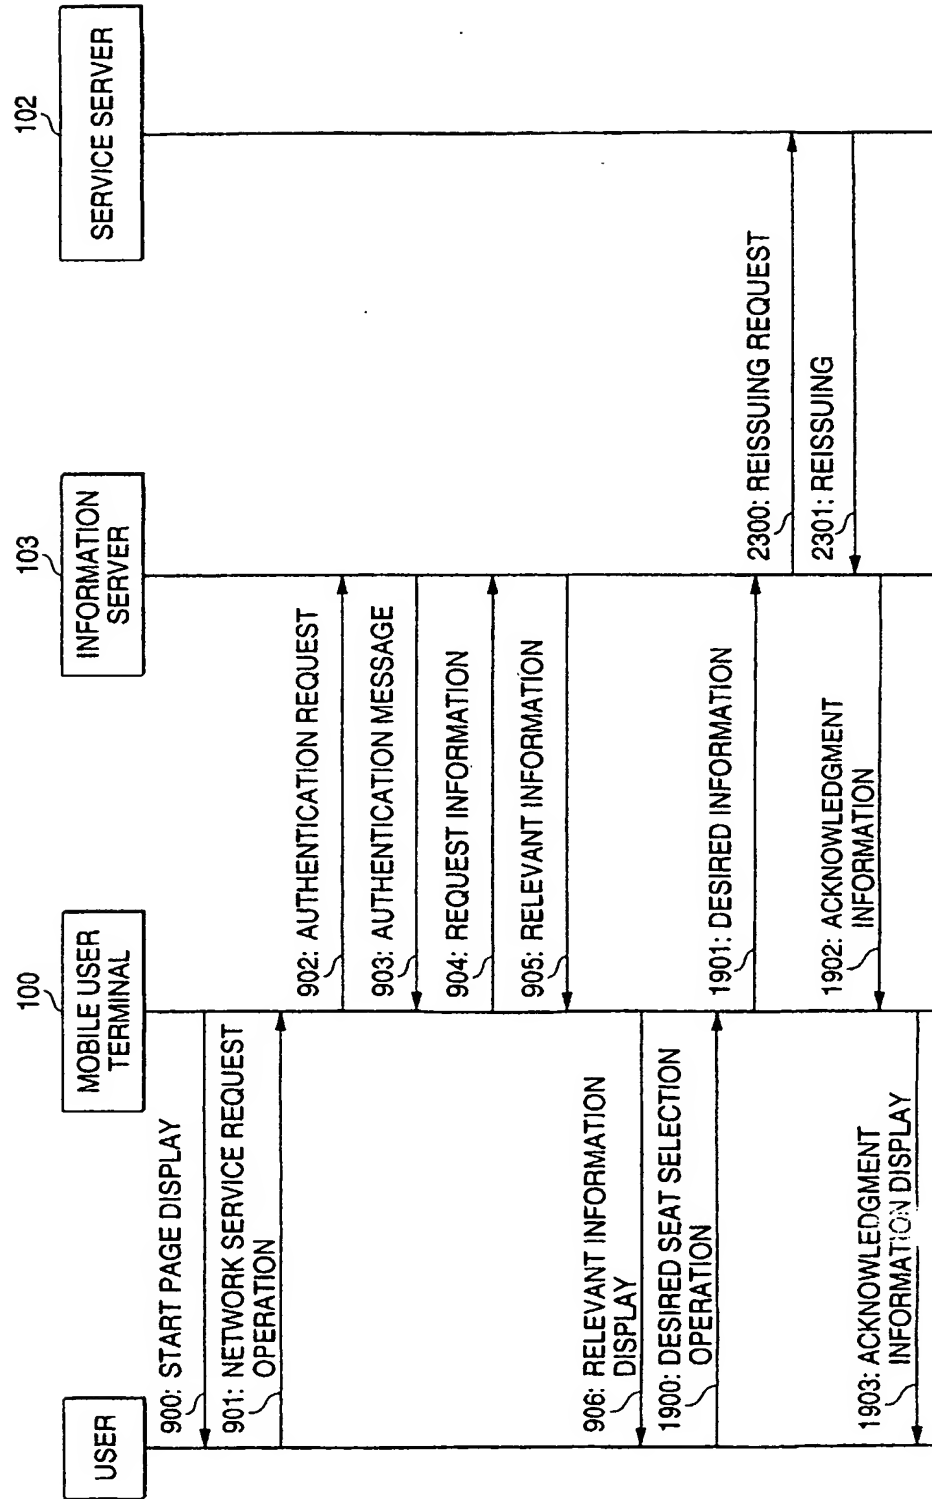 USER
100
MOBILE USER
TERMINAL
103
INFORMATION
SERVER
102
SERVICE SERVER
900: START PAGE DISPLAY
901: NETWORK SERVICE REQUEST
OPERATION
902: AUTHENTICATION REQUEST
903: AUTHENTICATION MESSAGE
904: REQUEST INFORMATION
905: RELEVANT INFORMATION
906: RELEVANT INFORMATION
DISPLAY
1900: DESIRED SEAT SELECTION
OPERATION
1901: DESIRED INFORMATION
2300: REISSUING REQUEST
2301: REISSUING
1902: ACKNOWLEDGMENT
INFORMATION
1903: ACKNOWLEDGMENT
INFORMATION DISPLAY